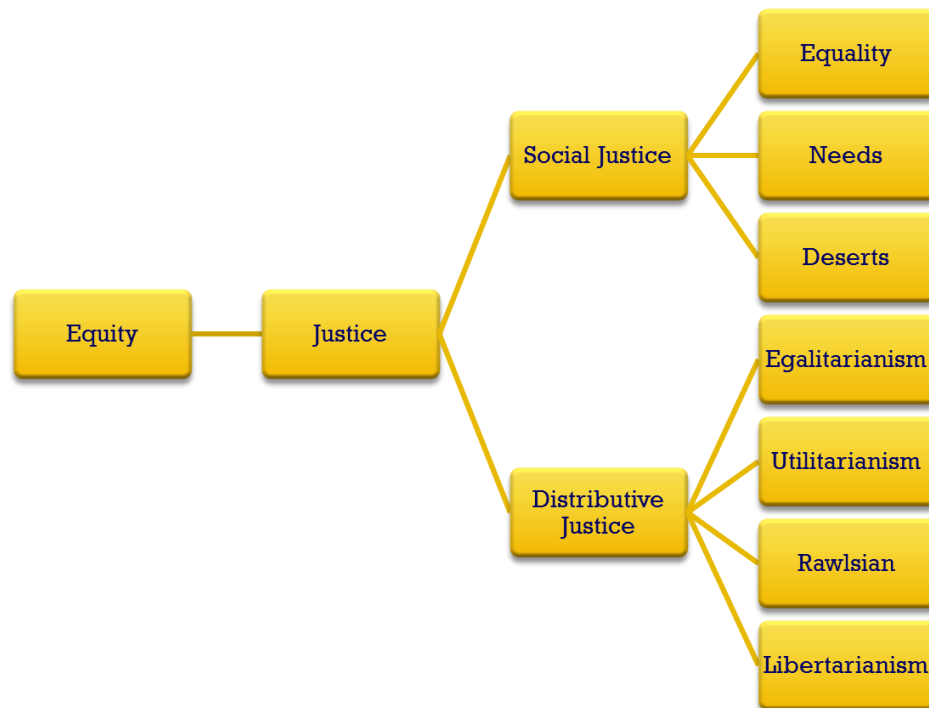 Equality
Social Justice
Needs
Deserts
Equity
Justice
Egalitarianism
Utilitarianism
Distributive
Justice
Rawlsian
Libertarianism